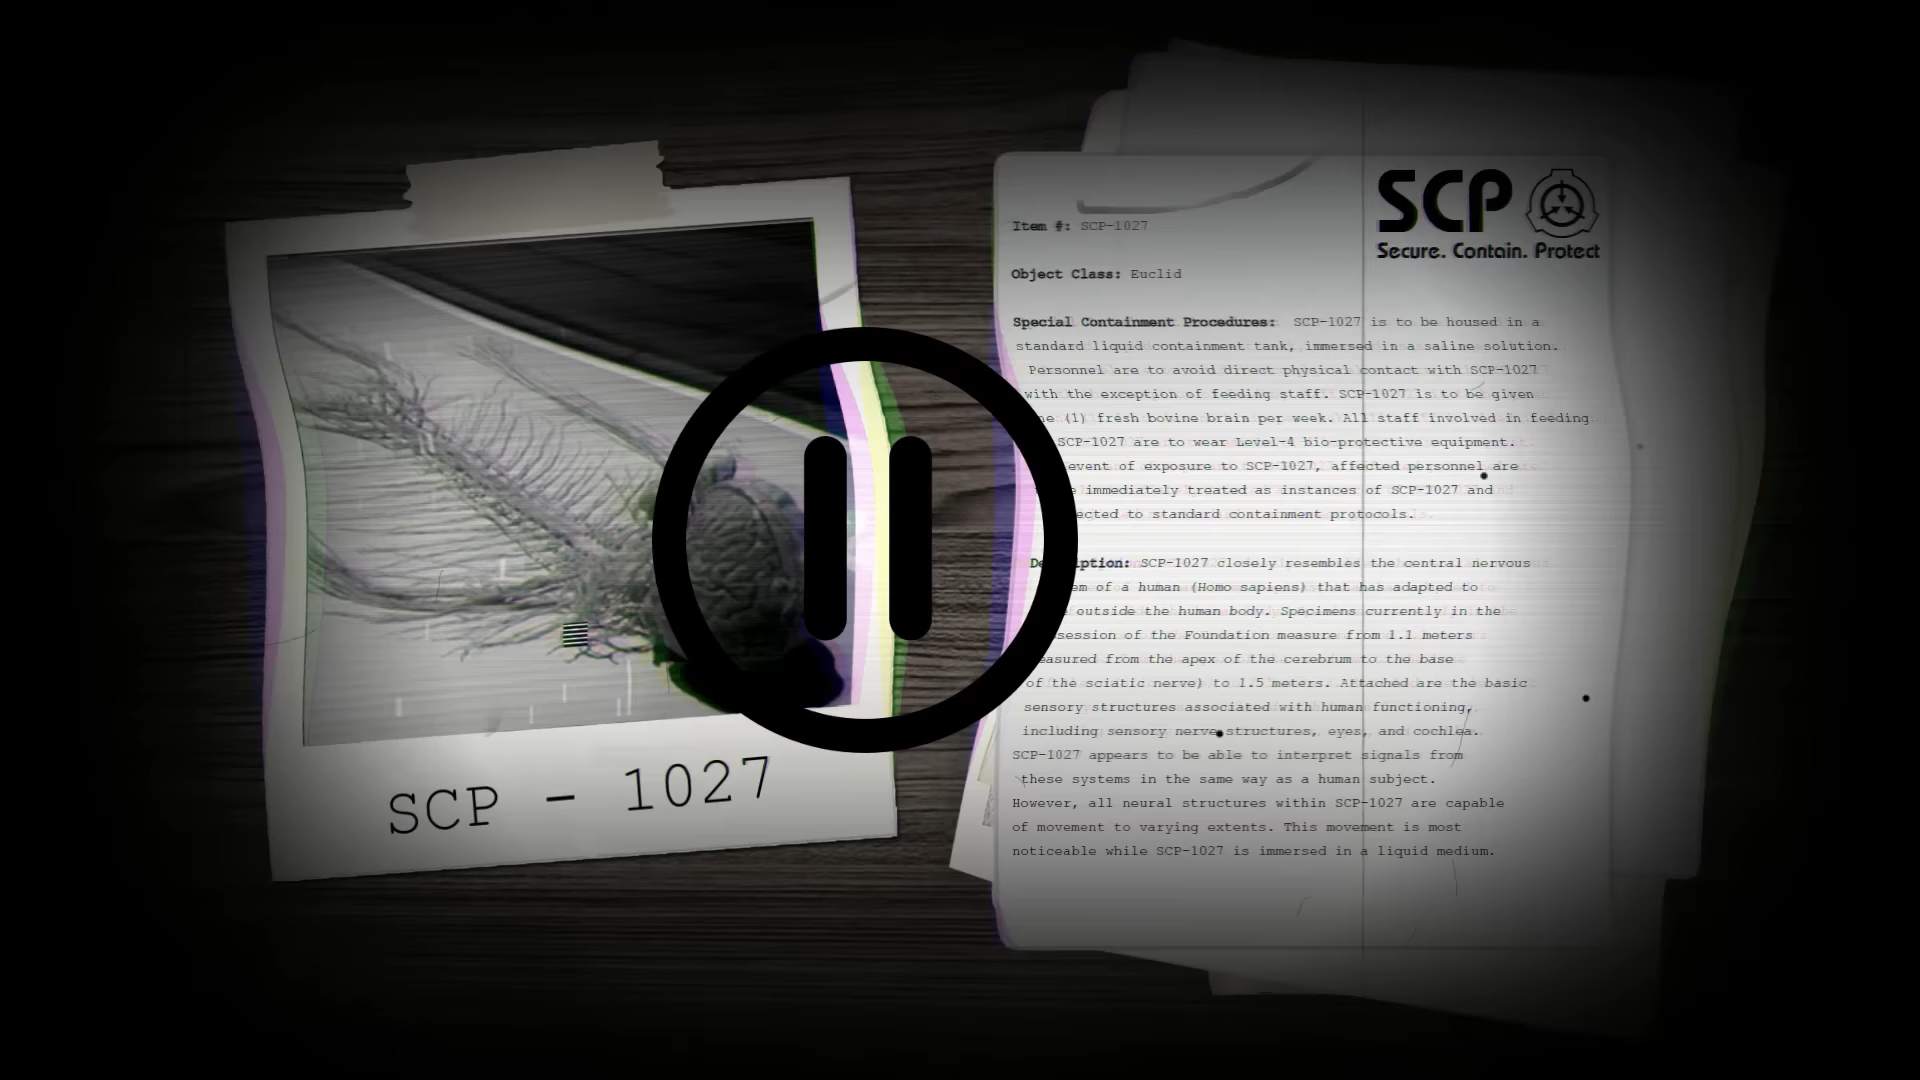 SCP - 1027
SCP
Secure. Contain. Protect
Item #: SCP-1027
Object Class: Euclid
Special Containment Procedures: SCP-1027 is to be housed in a
standard liquid containment tank, immersed in a saline solution.
Personnel are to avoid direct physical contact with SCP-1027
with the exception of feeding staff. SCP-1027 is to be given
(1) fresh bovine brain per week. All staff involved in feeding
SCP-1027 are to wear Level-4 bio-protective equipment.
event of exposure to SCP-1027, affected personnel are
immediately treated as instances of SCP-1027 and
to standard containment protocols.
SCP-1027 closely resembles the central nervous
of a human (Homo sapiens) that has adapted to
outside the human body. Specimens currently in the
of the Foundation measure from 1.1 meters
from the apex of the cerebrum to the base
of the sciatic nerve) to 1.5 meters. Attached are the basic
sensory structures associated with human functioning,
including sensory nerve structures, eyes, and cochlea.
SCP-1027 appears to be able to interpret signals from
these systems in the same way as a human subject.
However, all neural structures within SCP-1027 are capable
of movement to varying extents. This movement is most
noticeable while SCP-1027 is immersed in a liquid medium.